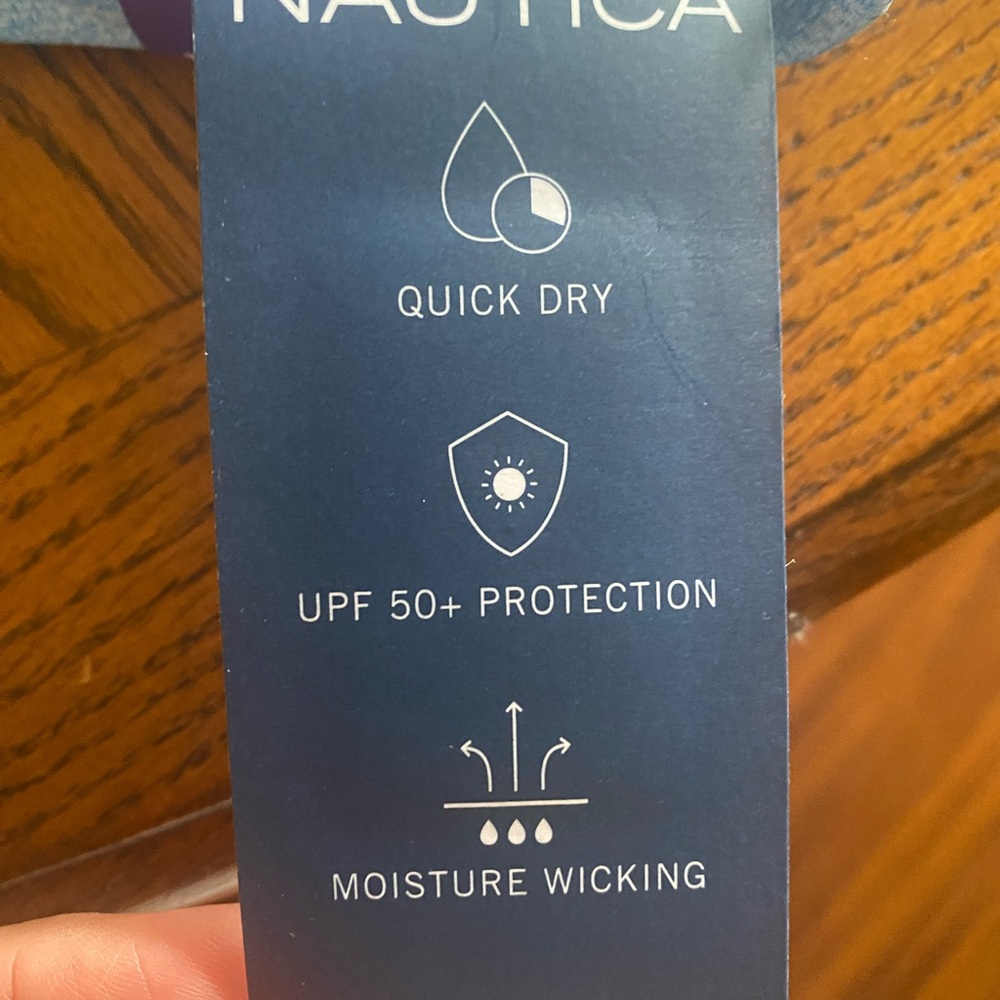 NAUTICA
QUICK DRY
UPF 50+ PROTECTION
MOISTURE WICKING